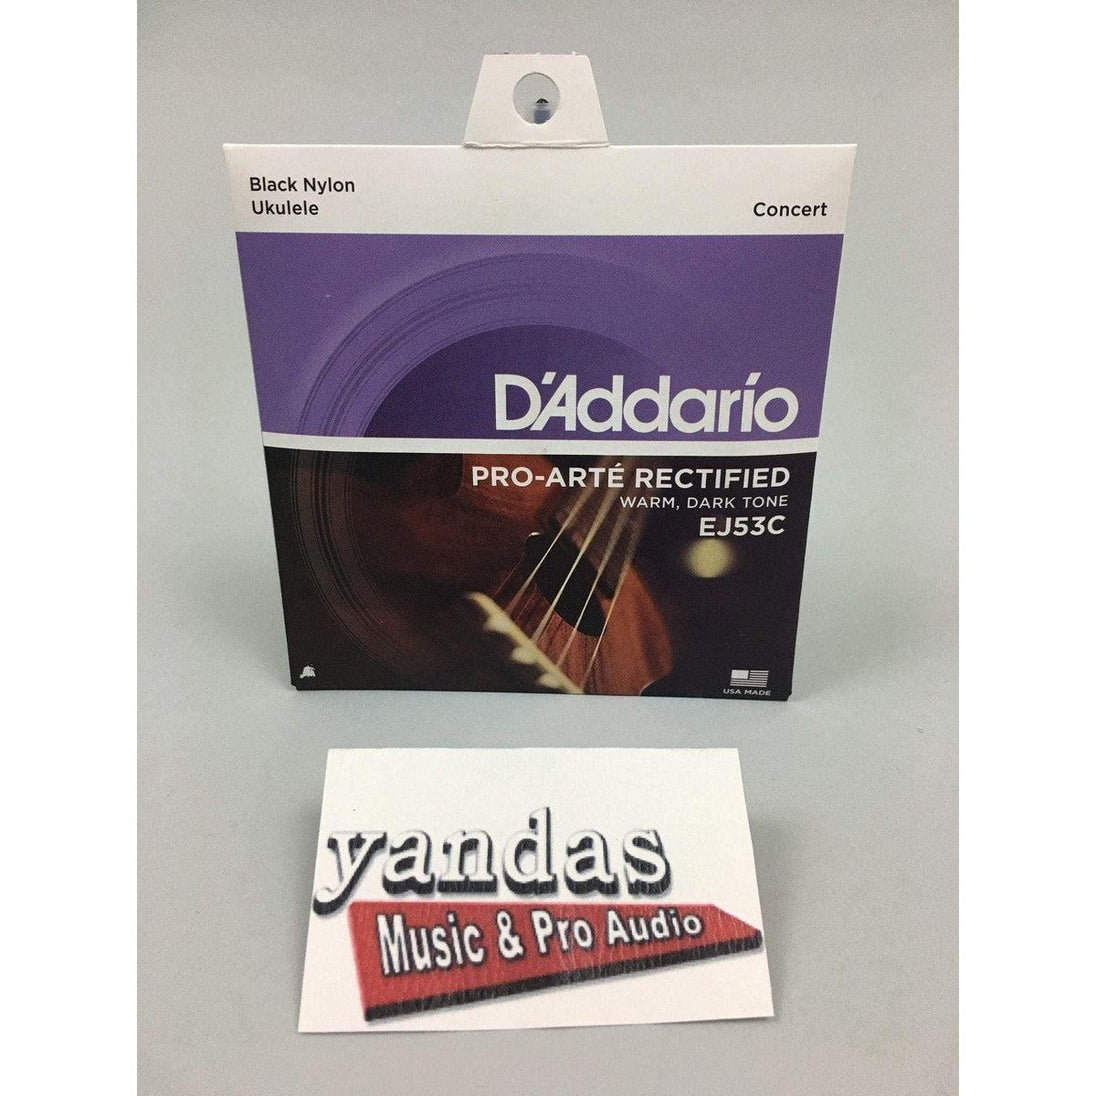 Black Nylon
Ukulele
Concert
D'Addario
PRO-ARTÉ RECTIFIED
WARM, DARK TONE
EJ53C
USA MADE
yandas
Music & Pro Audio